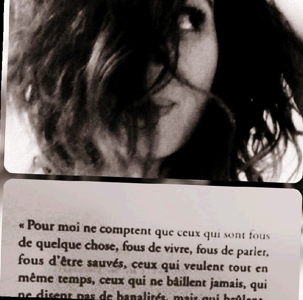 « Pour moi ne comptent que ceux qui sont fous
de quelque chose, fous de vivre, fous de parler,
fous d'être sauvés, ceux qui veulent tout en
même temps, ceux qui ne bâillent jamais, qui
ne disent pas de banalités, mais qui brûlent